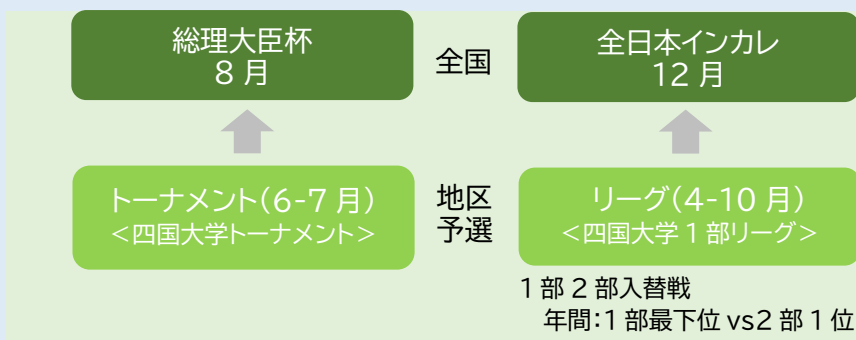 総理大臣杯
8 月
全国
全日本インカレ
12 月
トーナメント(6-7 月)
＜四国大学トーナメント＞
地区
予選
リーグ(4-10 月)
＜四国大学 1 部リーグ＞
1 部 2 部入替戦
年間:1 部最下位 vs2 部 1 位